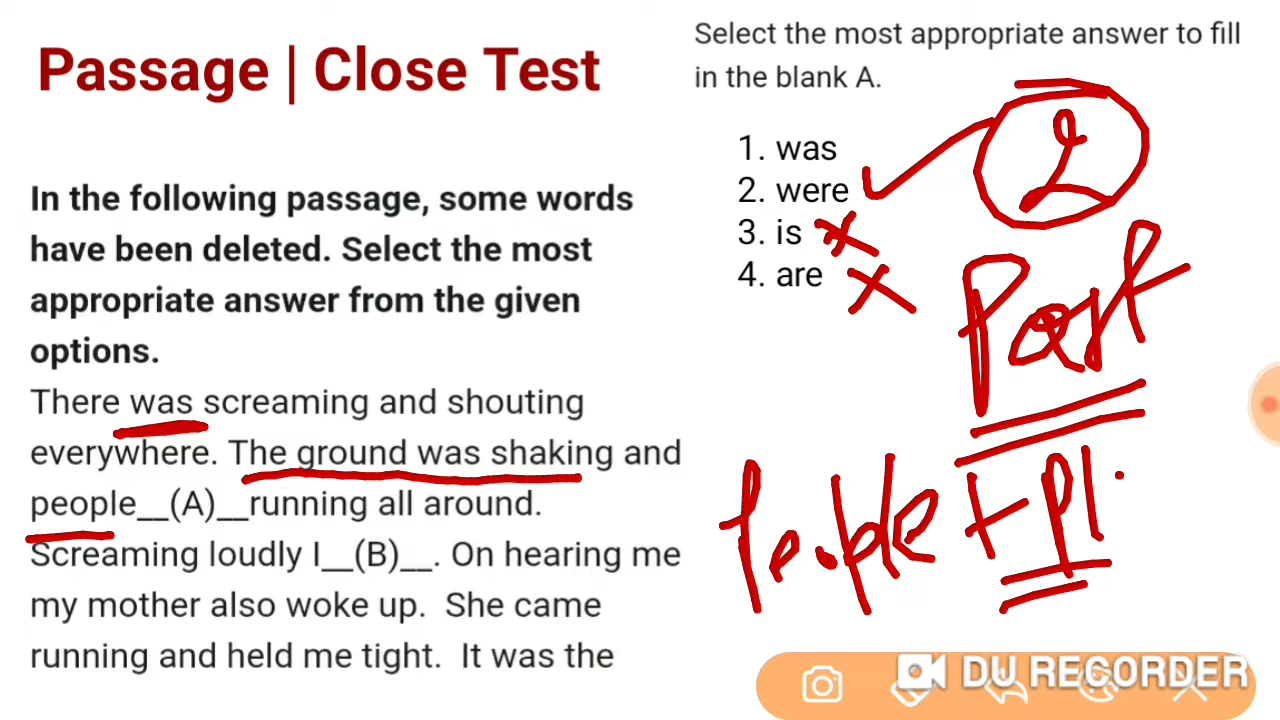 Passage | Close Test
In the following passage, some words
have been deleted. Select the most
appropriate answer from the given
options.
There was screaming and shouting
everywhere. The ground was shaking and
people__(A)__running all around.
Screaming loudly I__(B)__. On hearing me
my mother also woke up.  She came
running and held me tight.  It was the
Select the most appropriate answer to fill
in the blank A.
1. was
2. were
3. is
4. are
2
Past
People + Pl.
DU RECORDER